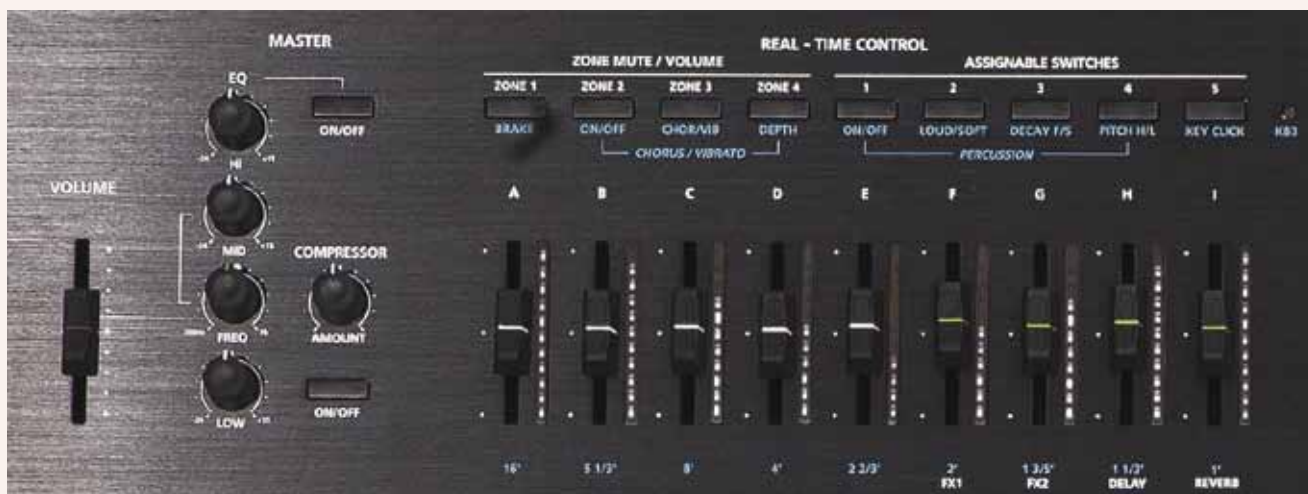 MASTER
REAL - TIME CONTROL
ZONE MUTE / VOLUME
ASSIGNABLE SWITCHES
EQ
ZONE 1 ZONE 2 ZONE 3 ZONE 4 1 2 3 4 5
ON/OFF
BRAKE ON/OFF CHOR/VIB DEPTH ON/OFF LOUD/SOFT DECAY F/S PITCH H/L KEY CLICK KB3
CHORUS / VIBRATO PERCUSSION
HI
VOLUME
A B C D E F G H I
MID
COMPRESSOR
FREQ
AMOUNT
ON/OFF
LOW
16' 5 1/3' 8' 4' 2 2/3' 2' 1 3/5' 1 1/3' 1'
FX1 FX2 DELAY REVERB